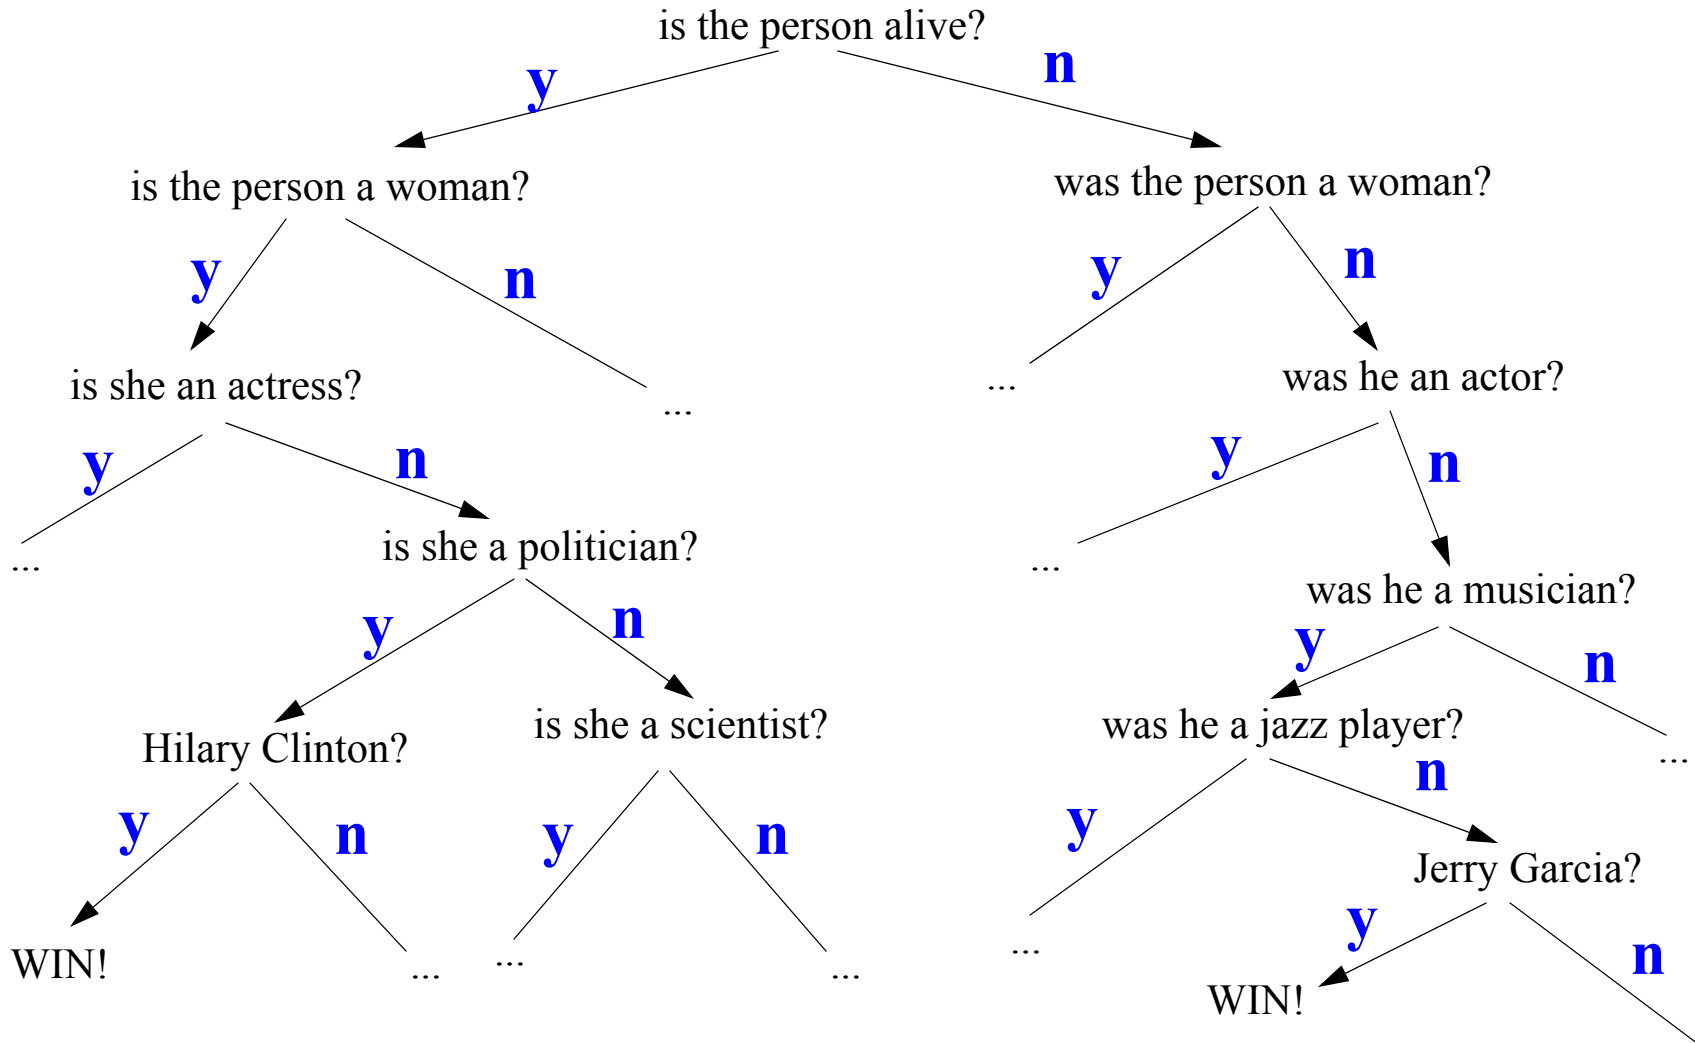 is the person alive?
y
n
is the person a woman?
was the person a woman?
y
n
y
n
is she an actress?
...
...
was he an actor?
y
n
y
n
...
is she a politician?
...
was he a musician?
y
n
y
n
Hilary Clinton?
is she a scientist?
was he a jazz player?
...
y
n
y
n
y
n
Jerry Garcia?
WIN!
...
...
...
...
y
n
WIN!